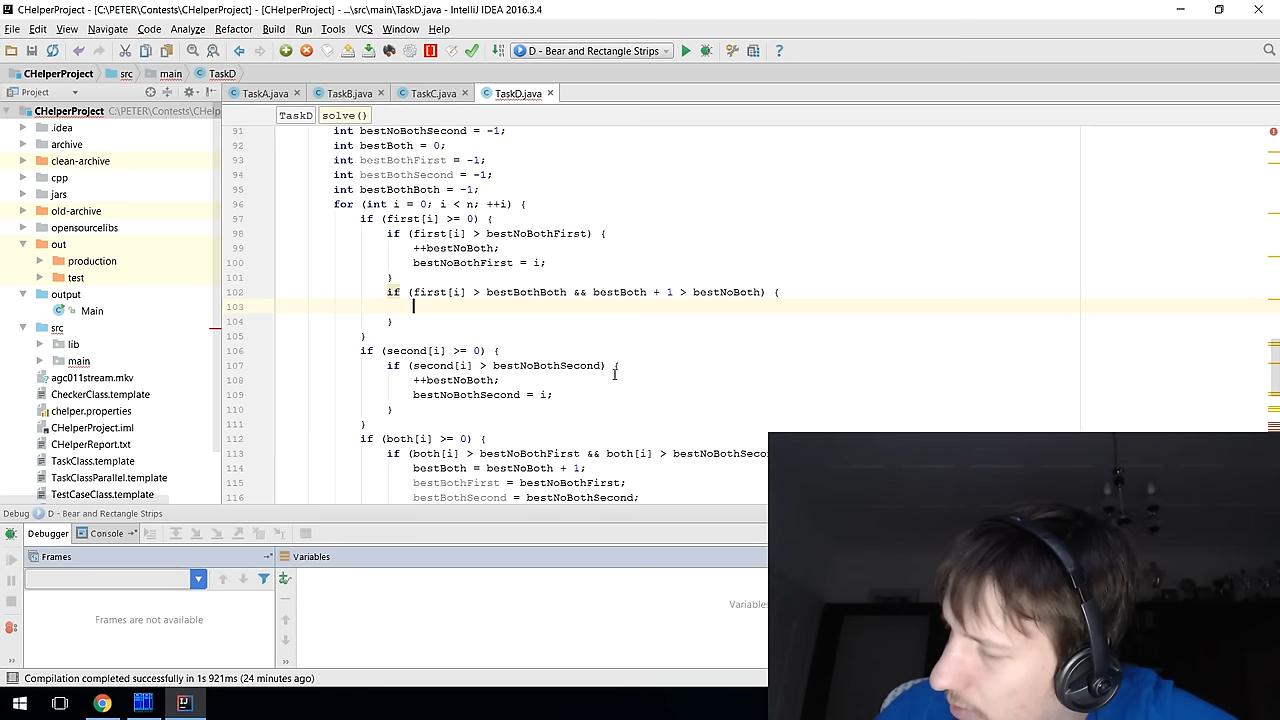 CHelperProject - [C:\PETER\Contests\CHelperProject] - [CHelperProject] - ...\src\main\TaskD.java - IntelliJ IDEA 2016.3.4
File Edit View Navigate Code Analyze Refactor Build Run Tools VCS Window Help
D - Bear and Rectangle Strips
CHelperProject src main TaskD
Project TaskA.java TaskB.java TaskC.java TaskD.java
CHelperProject C:\PETER\Contests\CHelp
TaskD solve()
.idea
archive
clean-archive
cpp
jars
old-archive
opensourcelibs
out
production
test
output
Main
src
lib
main
agc011stream.mkv
CheckerClass.template
chelper.properties
CHelperProject.iml
CHelperReport.txt
TaskClass.template
TaskClassParallel.template
TestCaseClass.template
91 int bestNoBothSecond = -1;
92 int bestBoth = 0;
93 int bestBothFirst = -1;
94 int bestBothSecond = -1;
95 int bestBothBoth = -1;
96 for (int i = 0; i < n; ++i) {
97 if (first[i] >= 0) {
98 if (first[i] > bestNoBothFirst) {
99 ++bestNoBoth;
100 bestNoBothFirst = i;
101 }
102 if (first[i] > bestBothBoth && bestBoth + 1 > bestNoBoth) {
103
104 }
105 }
106 if (second[i] >= 0) {
107 if (second[i] > bestNoBothSecond) {
108 ++bestNoBoth;
109 bestNoBothSecond = i;
110 }
111 }
112 if (both[i] >= 0) {
113 if (both[i] > bestNoBothFirst && both[i] > bestNoBothSecon
114 bestBoth = bestNoBoth + 1;
115 bestBothFirst = bestNoBothFirst;
116 bestBothSecond = bestNoBothSecond;
Debug D - Bear and Rectangle Strips
Debugger Console
Frames Variables
Frames are not available
Variables
Compilation completed successfully in 1s 921ms (24 minutes ago)